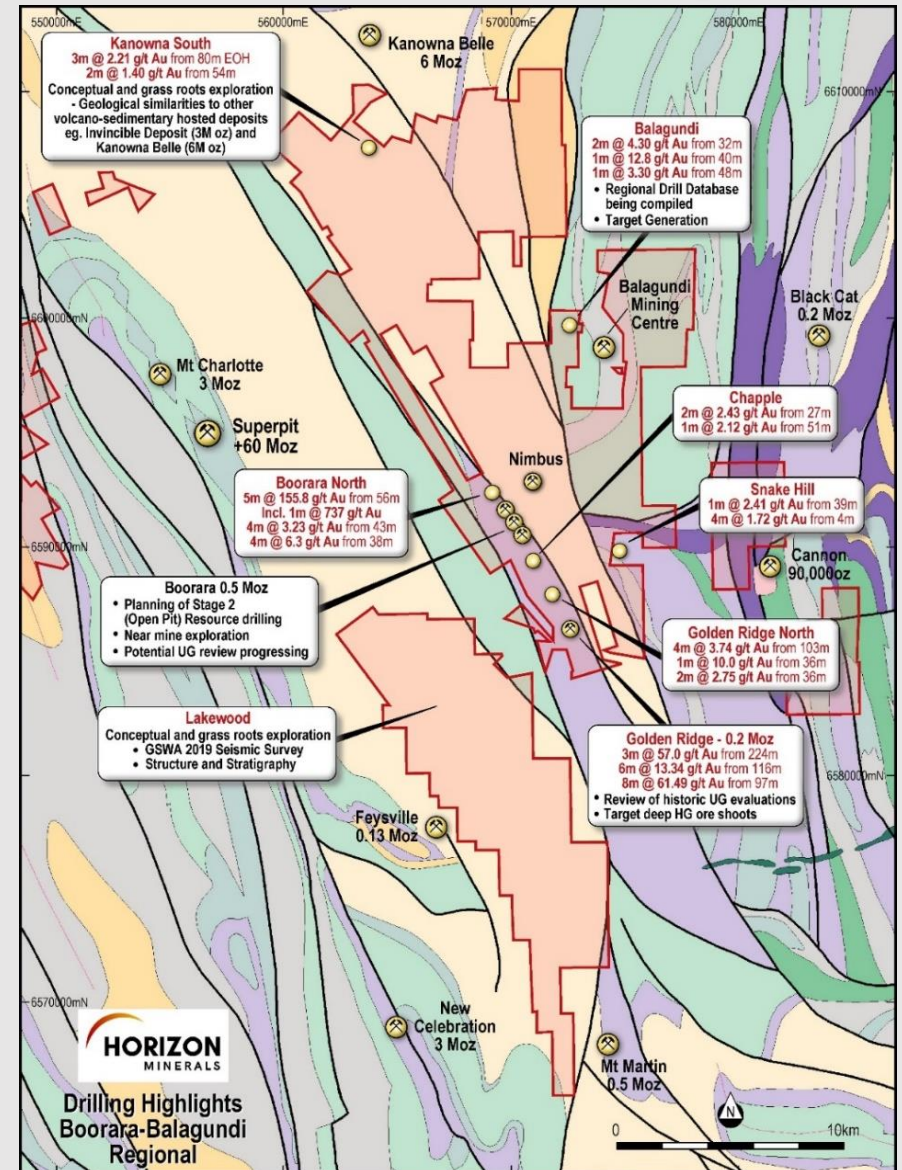 550000mE
560000mE
570000mE
580000mE
Kanowna South
3m @ 2.21 g/t Au from 80m EOH
2m @ 1.40 g/t Au from 54m
Conceptual and grass roots exploration
- Geological similarities to other
volcano-sedimentary hosted deposits
eg. Invincible Deposit (3M oz) and
Kanowna Belle (6M oz)
Kanowna Belle
6 Moz
6610000mN
Balagundi
2m @ 4.30 g/t Au from 32m
1m @ 12.8 g/t Au from 40m
1m @ 3.30 g/t Au from 48m
• Regional Drill Database
being compiled
• Target Generation
Balagundi
Mining
Centre
Black Cat
0.2 Moz
6600000mN
6600000mN
Mt Charlotte
3 Moz
Superpit
+60 Moz
Chapple
2m @ 2.43 g/t Au from 27m
1m @ 2.12 g/t Au from 51m
Nimbus
Boorara North
5m @ 155.8 g/t Au from 56m
Incl. 1m @ 737 g/t Au
4m @ 3.23 g/t Au from 43m
4m @ 6.3 g/t Au from 38m
Snake Hill
1m @ 2.41 g/t Au from 39m
4m @ 1.72 g/t Au from 4m
6590000mN
6590000mN
Cannon
90,000oz
Boorara 0.5 Moz
• Planning of Stage 2
(Open Pit) Resource drilling
• Near mine exploration
• Potential UG review progressing
Golden Ridge North
4m @ 3.74 g/t Au from 103m
1m @ 10.0 g/t Au from 36m
2m @ 2.75 g/t Au from 36m
Lakewood
Conceptual and grass roots exploration
• GSWA 2019 Seismic Survey
• Structure and Stratigraphy
Golden Ridge - 0.2 Moz
3m @ 57.0 g/t Au from 224m
6m @ 13.34 g/t Au from 116m
8m @ 61.49 g/t Au from 97m
• Review of historic UG evaluations
• Target deep HG ore shoots
6580000mN
Feysville
0.13 Moz
6570000mN
New
Celebration
3 Moz
Mt Martin
0.5 Moz
HORIZON
MINERALS
Drilling Highlights
Boorara-Balagundi
Regional
N
0
10km